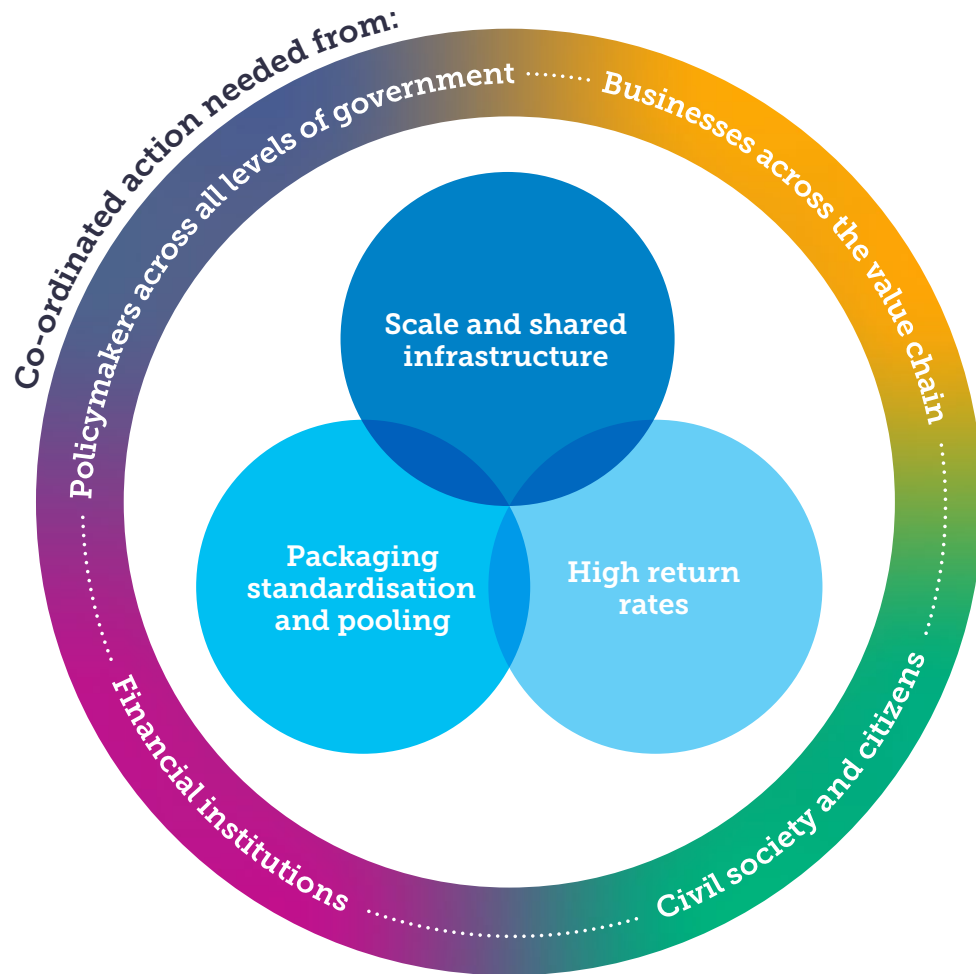 Co-ordinated action needed from:
Policymakers across all levels of government
Businesses across the value chain
Civil society and citizens
Financial institutions
Scale and shared
infrastructure
Packaging
standardisation
and pooling
High return
rates